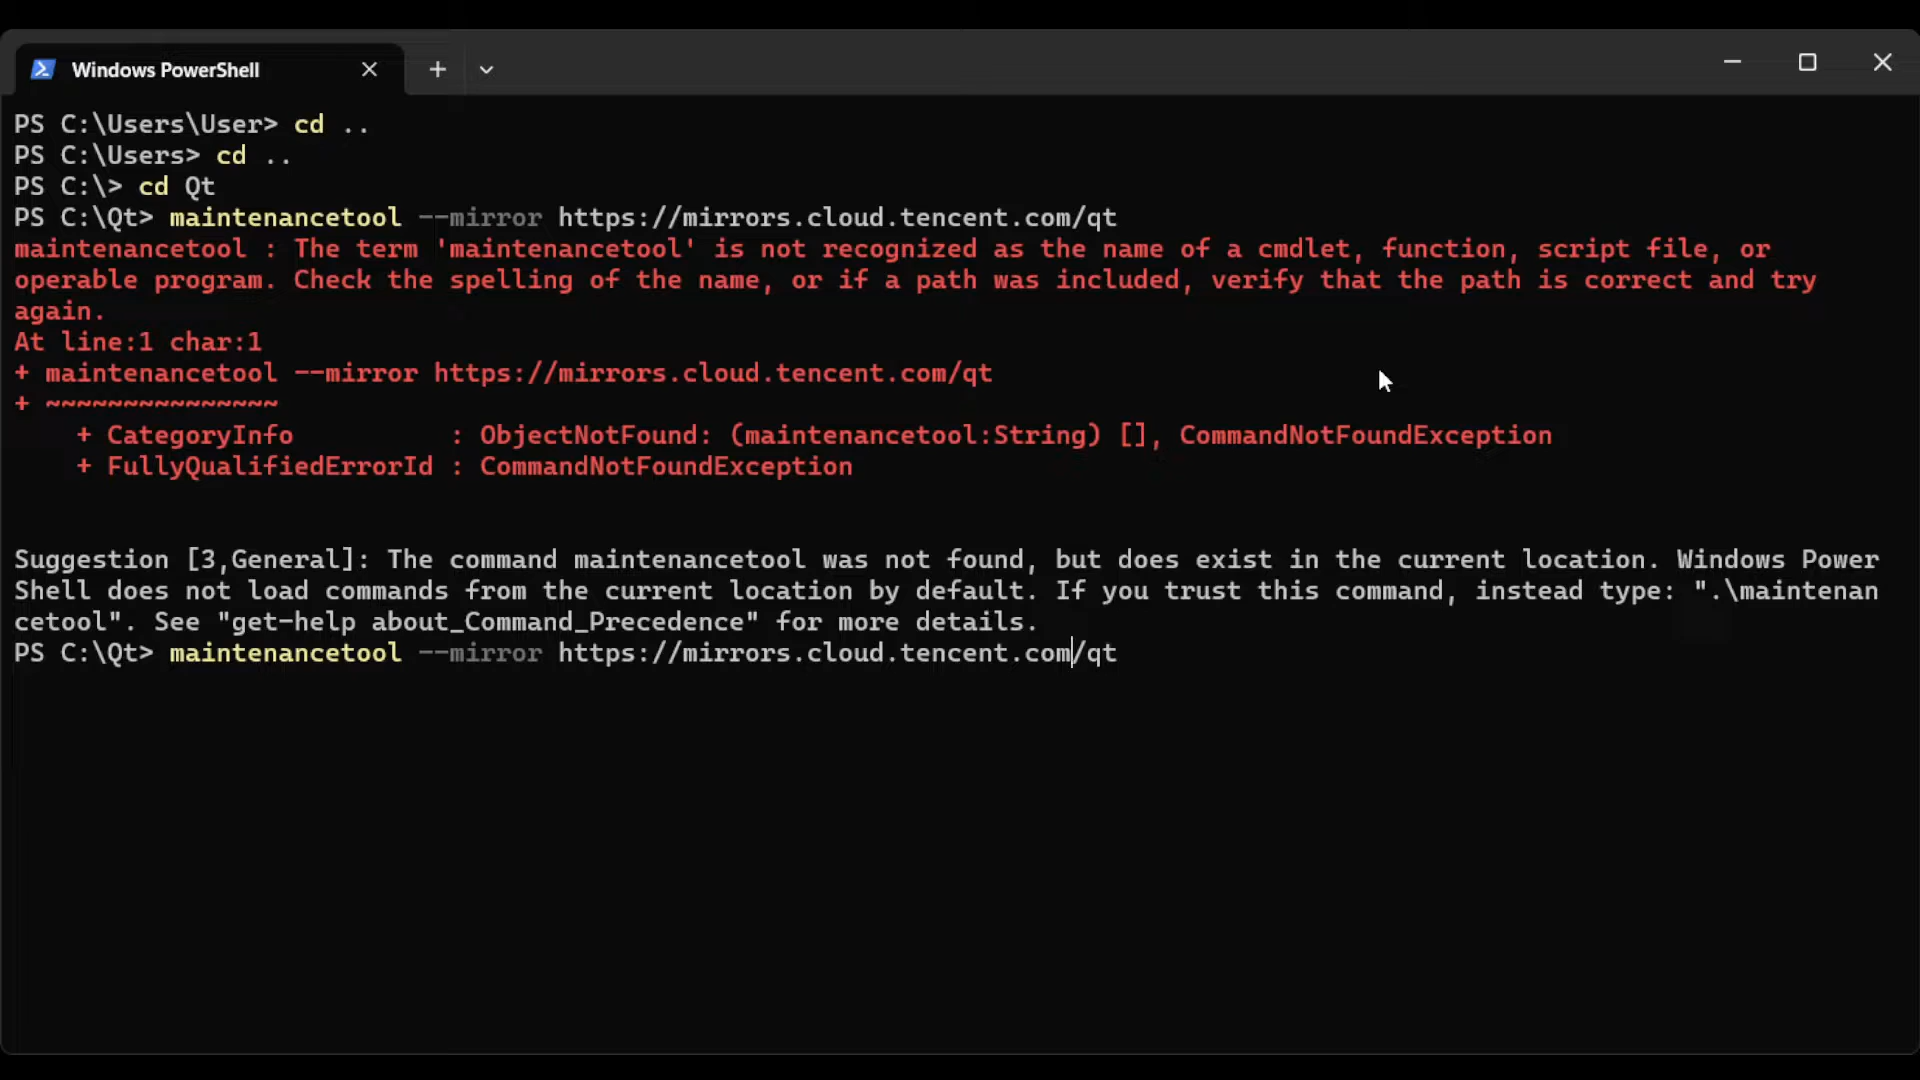 Windows PowerShell
PS C:\Users\User> cd ..
PS C:\Users> cd ..
PS C:\> cd Qt
PS C:\Qt> maintenancetool --mirror https://mirrors.cloud.tencent.com/qt
maintenancetool : The term 'maintenancetool' is not recognized as the name of a cmdlet, function, script file, or
operable program. Check the spelling of the name, or if a path was included, verify that the path is correct and try
again.
At line:1 char:1
+ maintenancetool --mirror https://mirrors.cloud.tencent.com/qt
+ ~~~~~~~~~~~~~~~
    + CategoryInfo          : ObjectNotFound: (maintenancetool:String) [], CommandNotFoundException
    + FullyQualifiedErrorId : CommandNotFoundException
Suggestion [3,General]: The command maintenancetool was not found, but does exist in the current location. Windows Power
Shell does not load commands from the current location by default. If you trust this command, instead type: ".\maintenan
cetool". See "get-help about_Command_Precedence" for more details.
PS C:\Qt> maintenancetool --mirror https://mirrors.cloud.tencent.com/qt